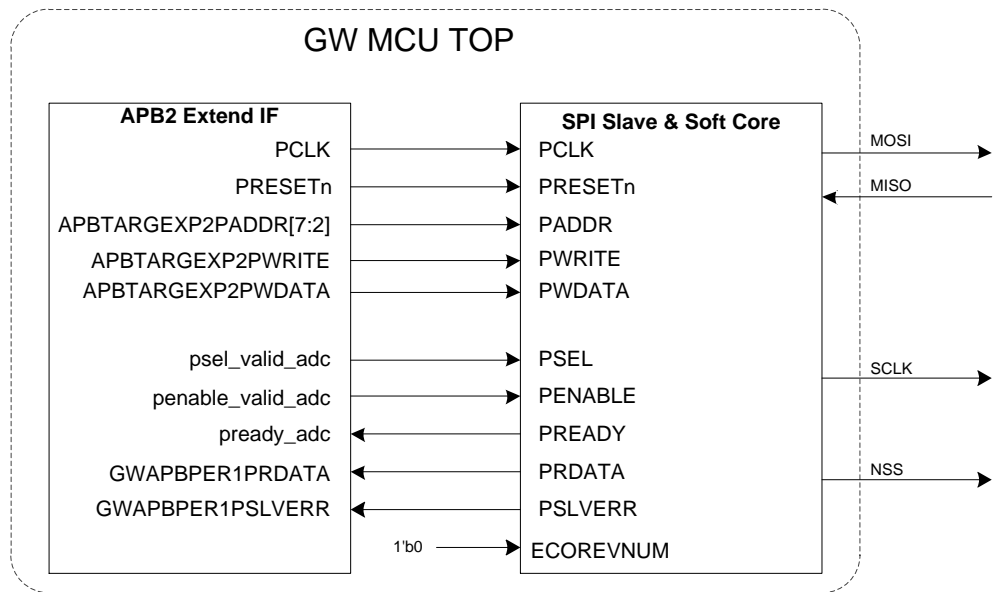 GW MCU TOP
APB2 Extend IF
PCLK
PRESETn
APBTARGEXP2PADDR[7:2]
APBTARGEXP2PWRITE
APBTARGEXP2PWDATA
psel_valid_adc
penable_valid_adc
pready_adc
GWAPBPER1PRDATA
GWAPBPER1PSLVERR
1'b0
SPI Slave & Soft Core
PCLK
PRESETn
PADDR
PWRITE
PWDATA
PSEL
PENABLE
PREADY
PRDATA
PSLVERR
ECOREVNUM
MOSI
MISO
SCLK
NSS